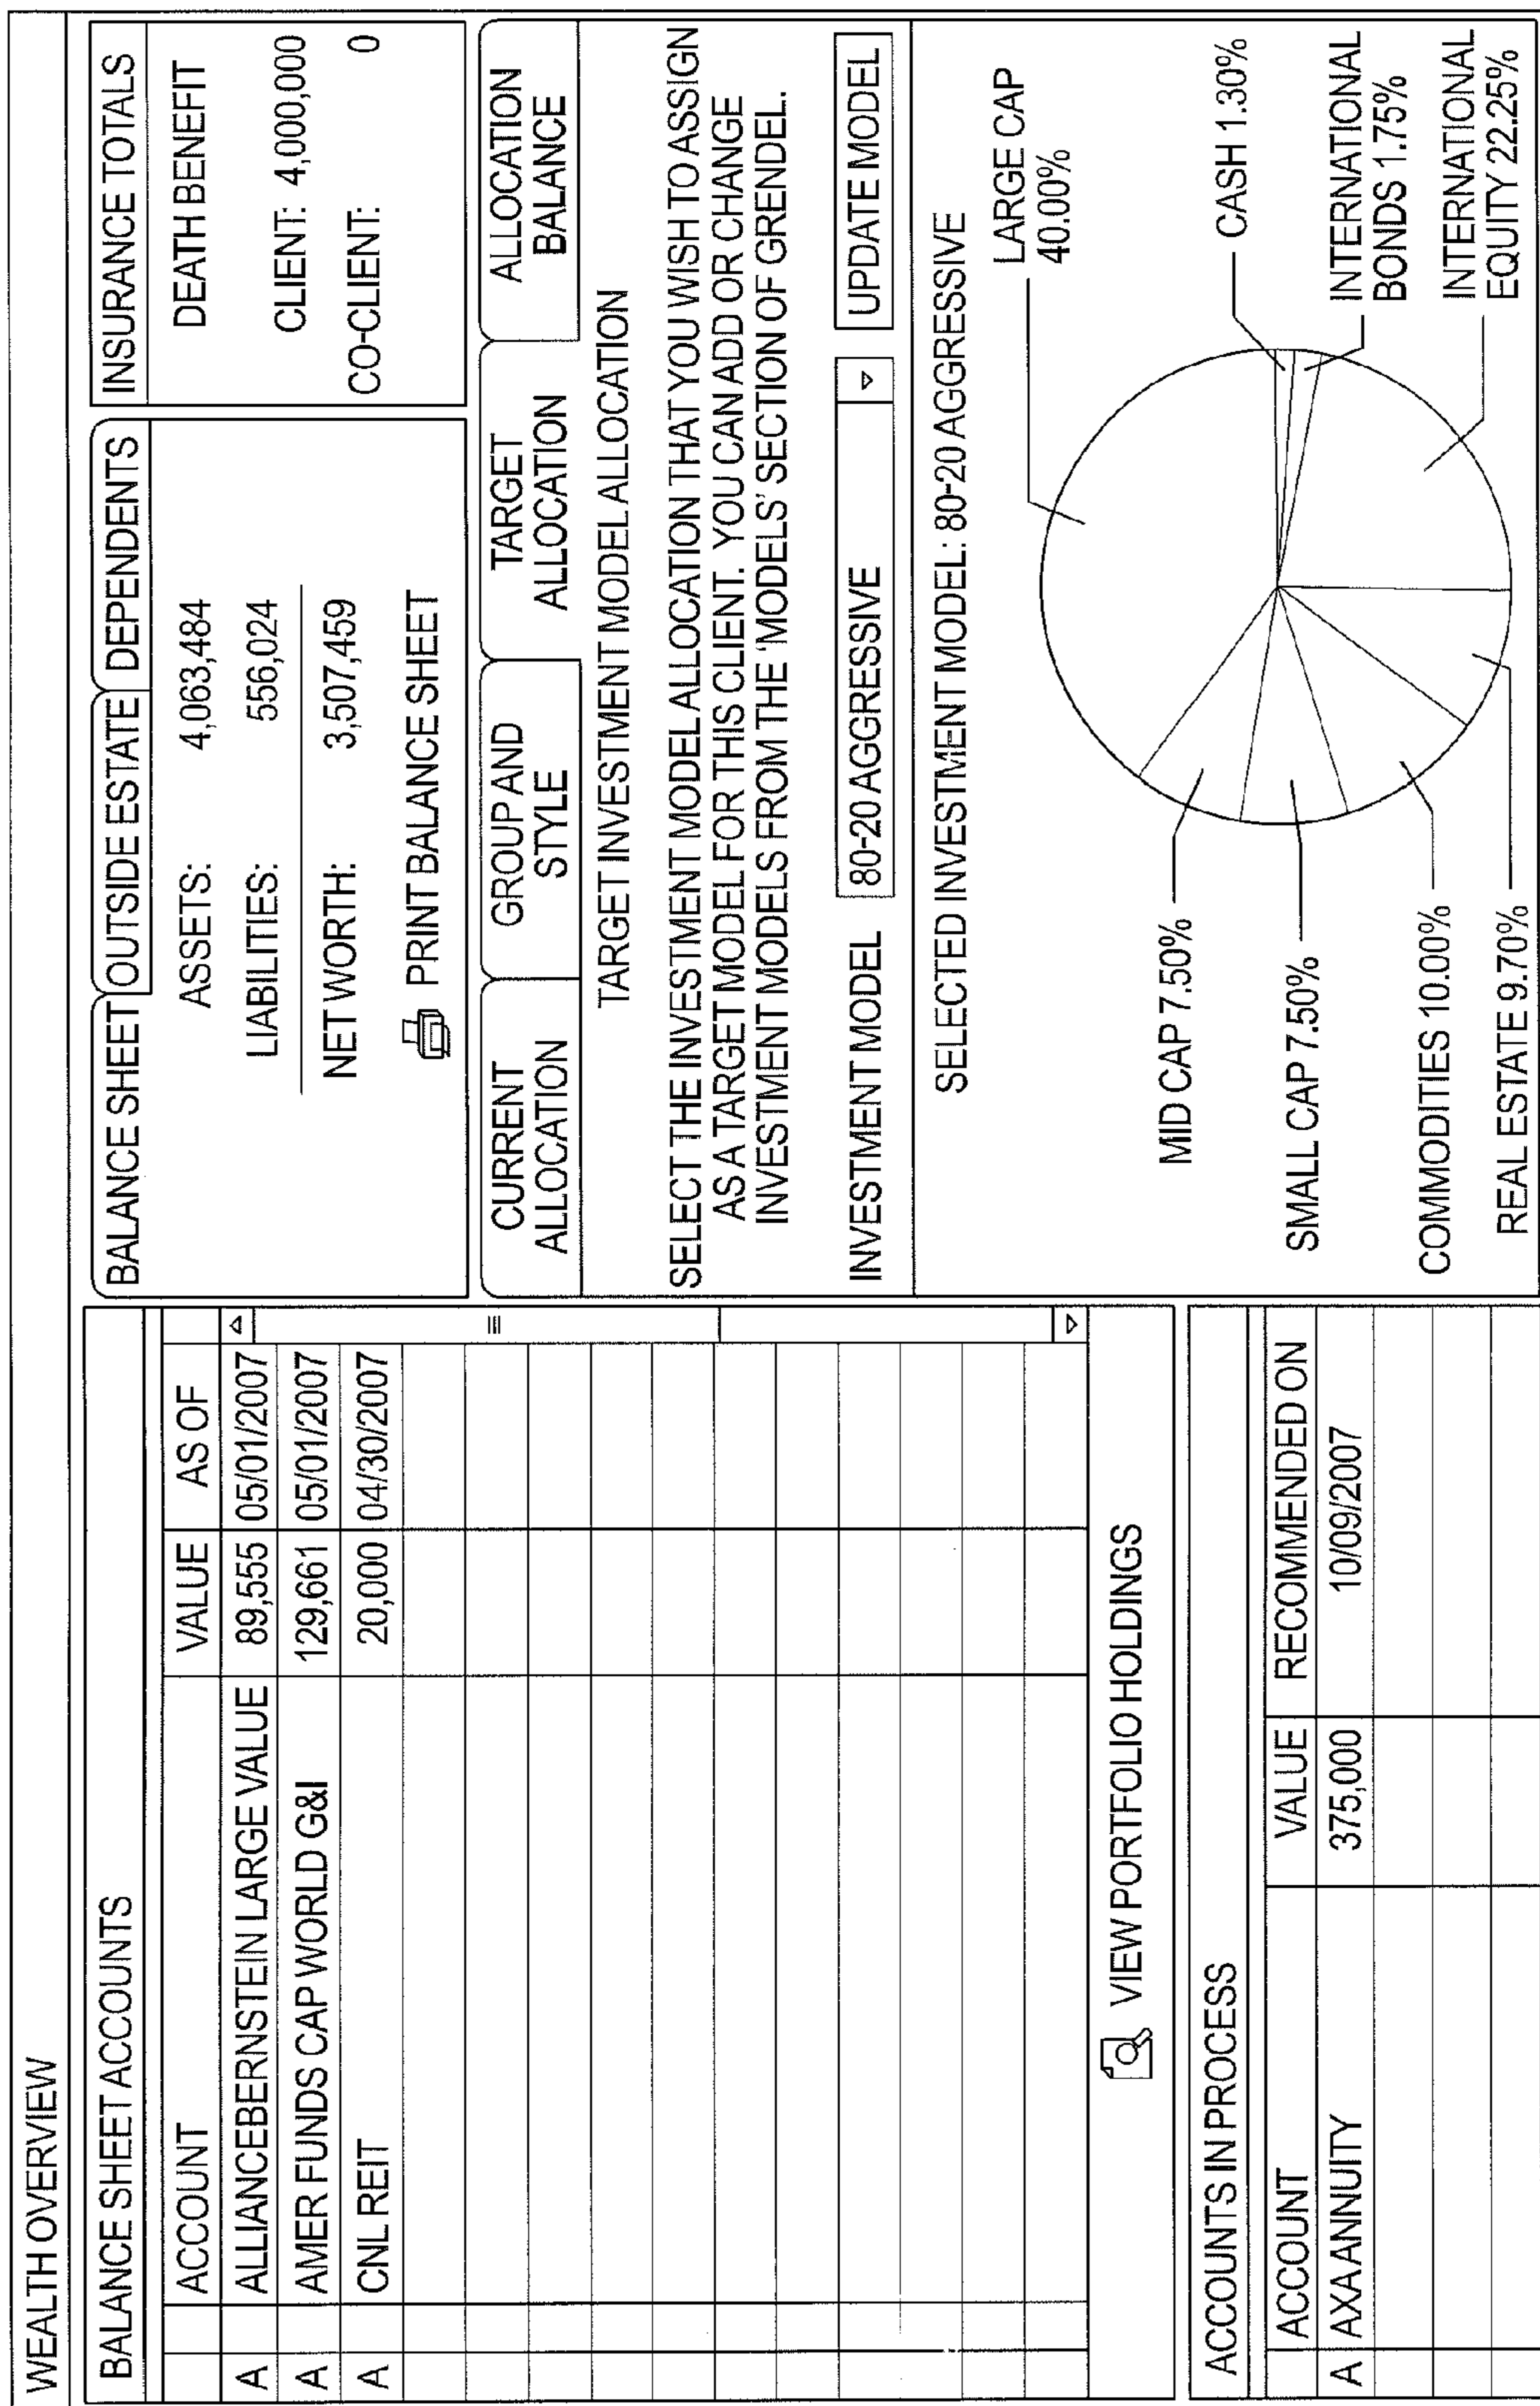 WEALTH OVERVIEW
BALANCE SHEET ACCOUNTS
ACCOUNT VALUE AS OF
A ALLIANCEBERNSTEIN LARGE VALUE 89,555 05/01/2007
A AMER FUNDS CAP WORLD G&I 129,661 05/01/2007
A CNL REIT 20,000 04/30/2007
VIEW PORTFOLIO HOLDINGS
ACCOUNTS IN PROCESS
ACCOUNT VALUE RECOMMENDED ON
A AXA ANNUITY 375,000 10/09/2007
BALANCE SHEET OUTSIDE ESTATE DEPENDENTS
ASSETS: 4,063,484
LIABILITIES: 556,024
NET WORTH: 3,507,459
PRINT BALANCE SHEET
INSURANCE TOTALS
DEATH BENEFIT
CLIENT: 4,000,000
CO-CLIENT: 0
CURRENT
ALLOCATION
GROUP AND
STYLE
TARGET
ALLOCATION
ALLOCATION
BALANCE
TARGET INVESTMENT MODEL ALLOCATION
SELECT THE INVESTMENT MODEL ALLOCATION THAT YOU WISH TO ASSIGN
AS A TARGET MODEL FOR THIS CLIENT. YOU CAN ADD OR CHANGE
INVESTMENT MODELS FROM THE 'MODELS' SECTION OF GRENDEL.
INVESTMENT MODEL 80-20 AGGRESSIVE UPDATE MODEL
SELECTED INVESTMENT MODEL: 80-20 AGGRESSIVE
LARGE CAP
40.00%
MID CAP 7.50%
CASH 1.30%
SMALL CAP 7.50%
INTERNATIONAL
BONDS 1.75%
COMMODITIES 10.00%
INTERNATIONAL
EQUITY 22.25%
REAL ESTATE 9.70%